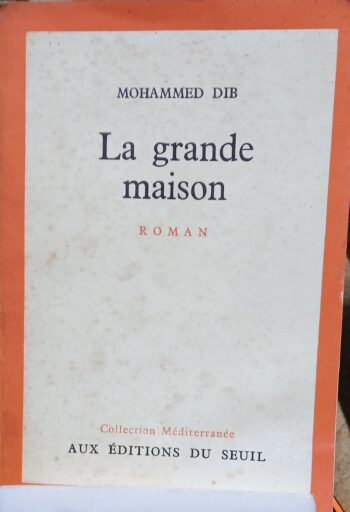 MOHAMMED DIB
La grande
maison
ROMAN
Collection Méditerranée
AUX ÉDITIONS DU SEUIL